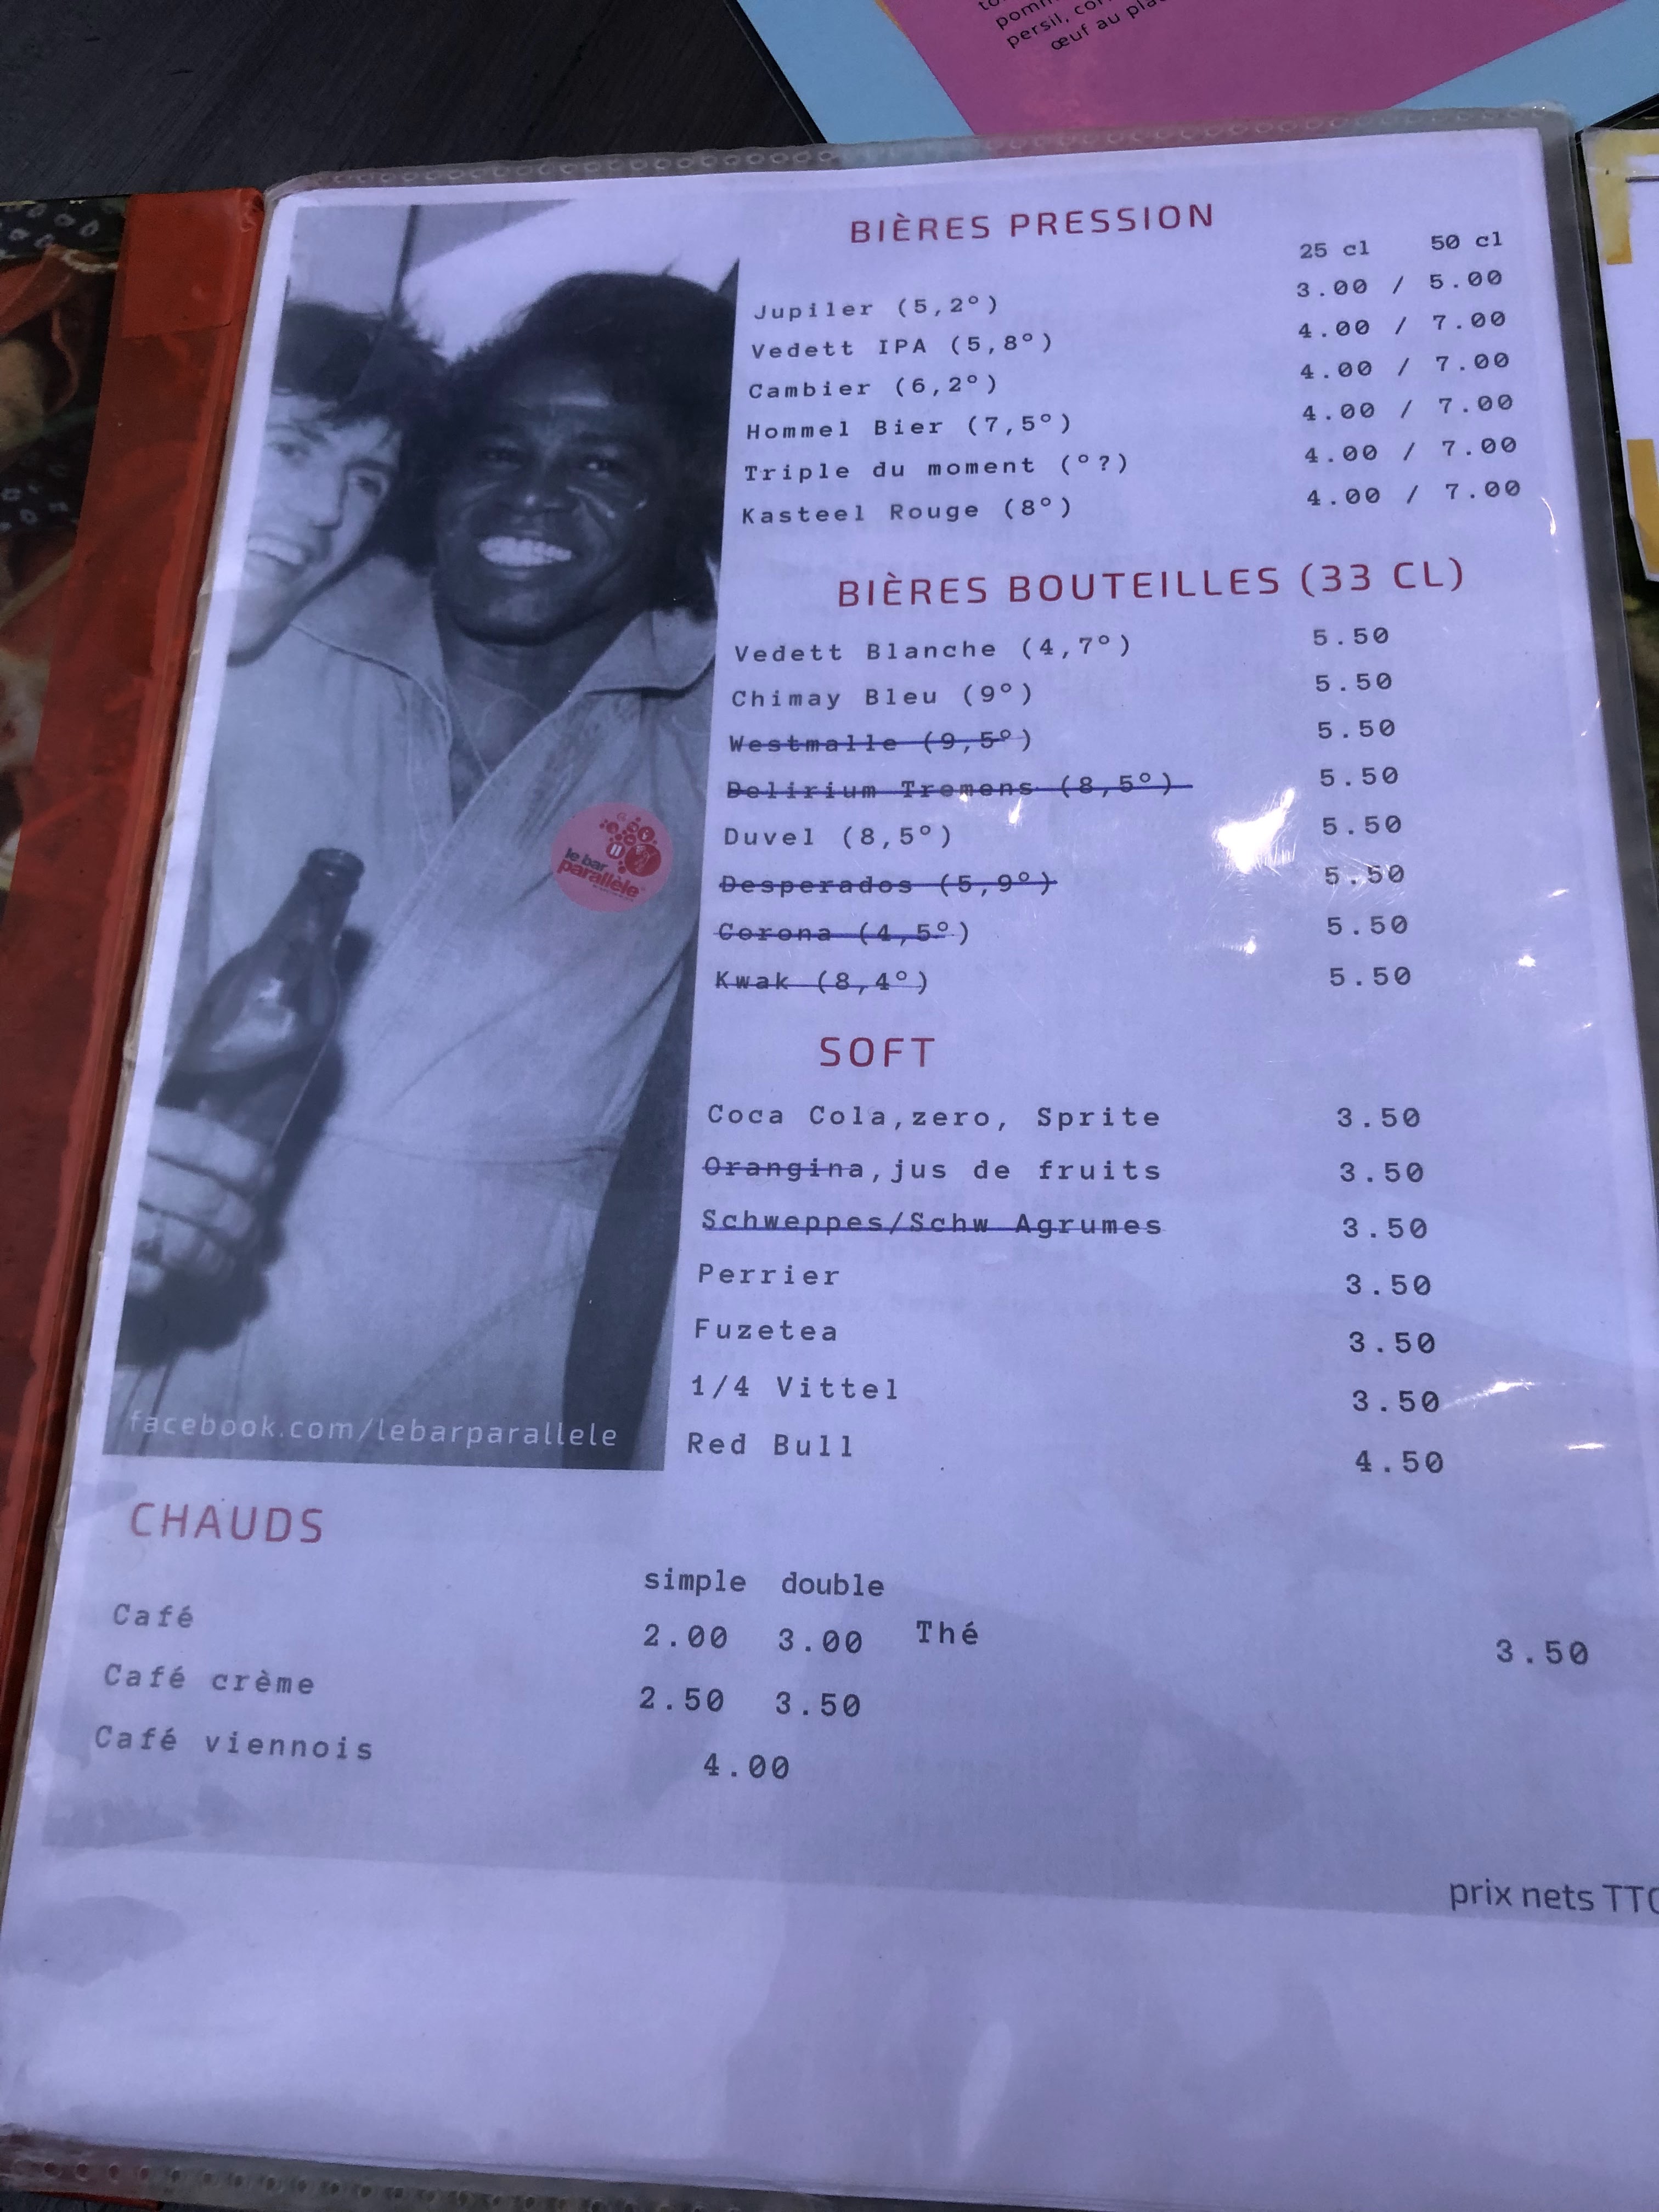 pomm
persil, con
œuf au pla
BIÈRES PRESSION
25 cl 50 cl
Jupiler (5,2°) 3.00 / 5.00
Vedett IPA (5,8°) 4.00 / 7.00
Cambier (6,2°) 4.00 / 7.00
Hommel Bier (7,5°) 4.00 / 7.00
Triple du moment (°?) 4.00 / 7.00
Kasteel Rouge (8°) 4.00 / 7.00
BIÈRES BOUTEILLES (33 CL)
Vedett Blanche (4,7°) 5.50
Chimay Bleu (9°) 5.50
Westmalle (9,5°) 5.50
Delirium Tremens (8,5°) 5.50
Duvel (8,5°) 5.50
Desperados (5,9°) 5.50
Corona (4,5°) 5.50
Kwak (8,4°) 5.50
le bar
parallèle
SOFT
Coca Cola,zero, Sprite 3.50
Orangina,jus de fruits 3.50
Schweppes/Schw Agrumes 3.50
Perrier 3.50
Fuzetea 3.50
1/4 Vittel 3.50
Red Bull 4.50
facebook.com/lebarparallele
CHAUDS
simple double
Café 2.00 3.00 Thé 3.50
Café crème 2.50 3.50
Café viennois 4.00
prix nets TTC